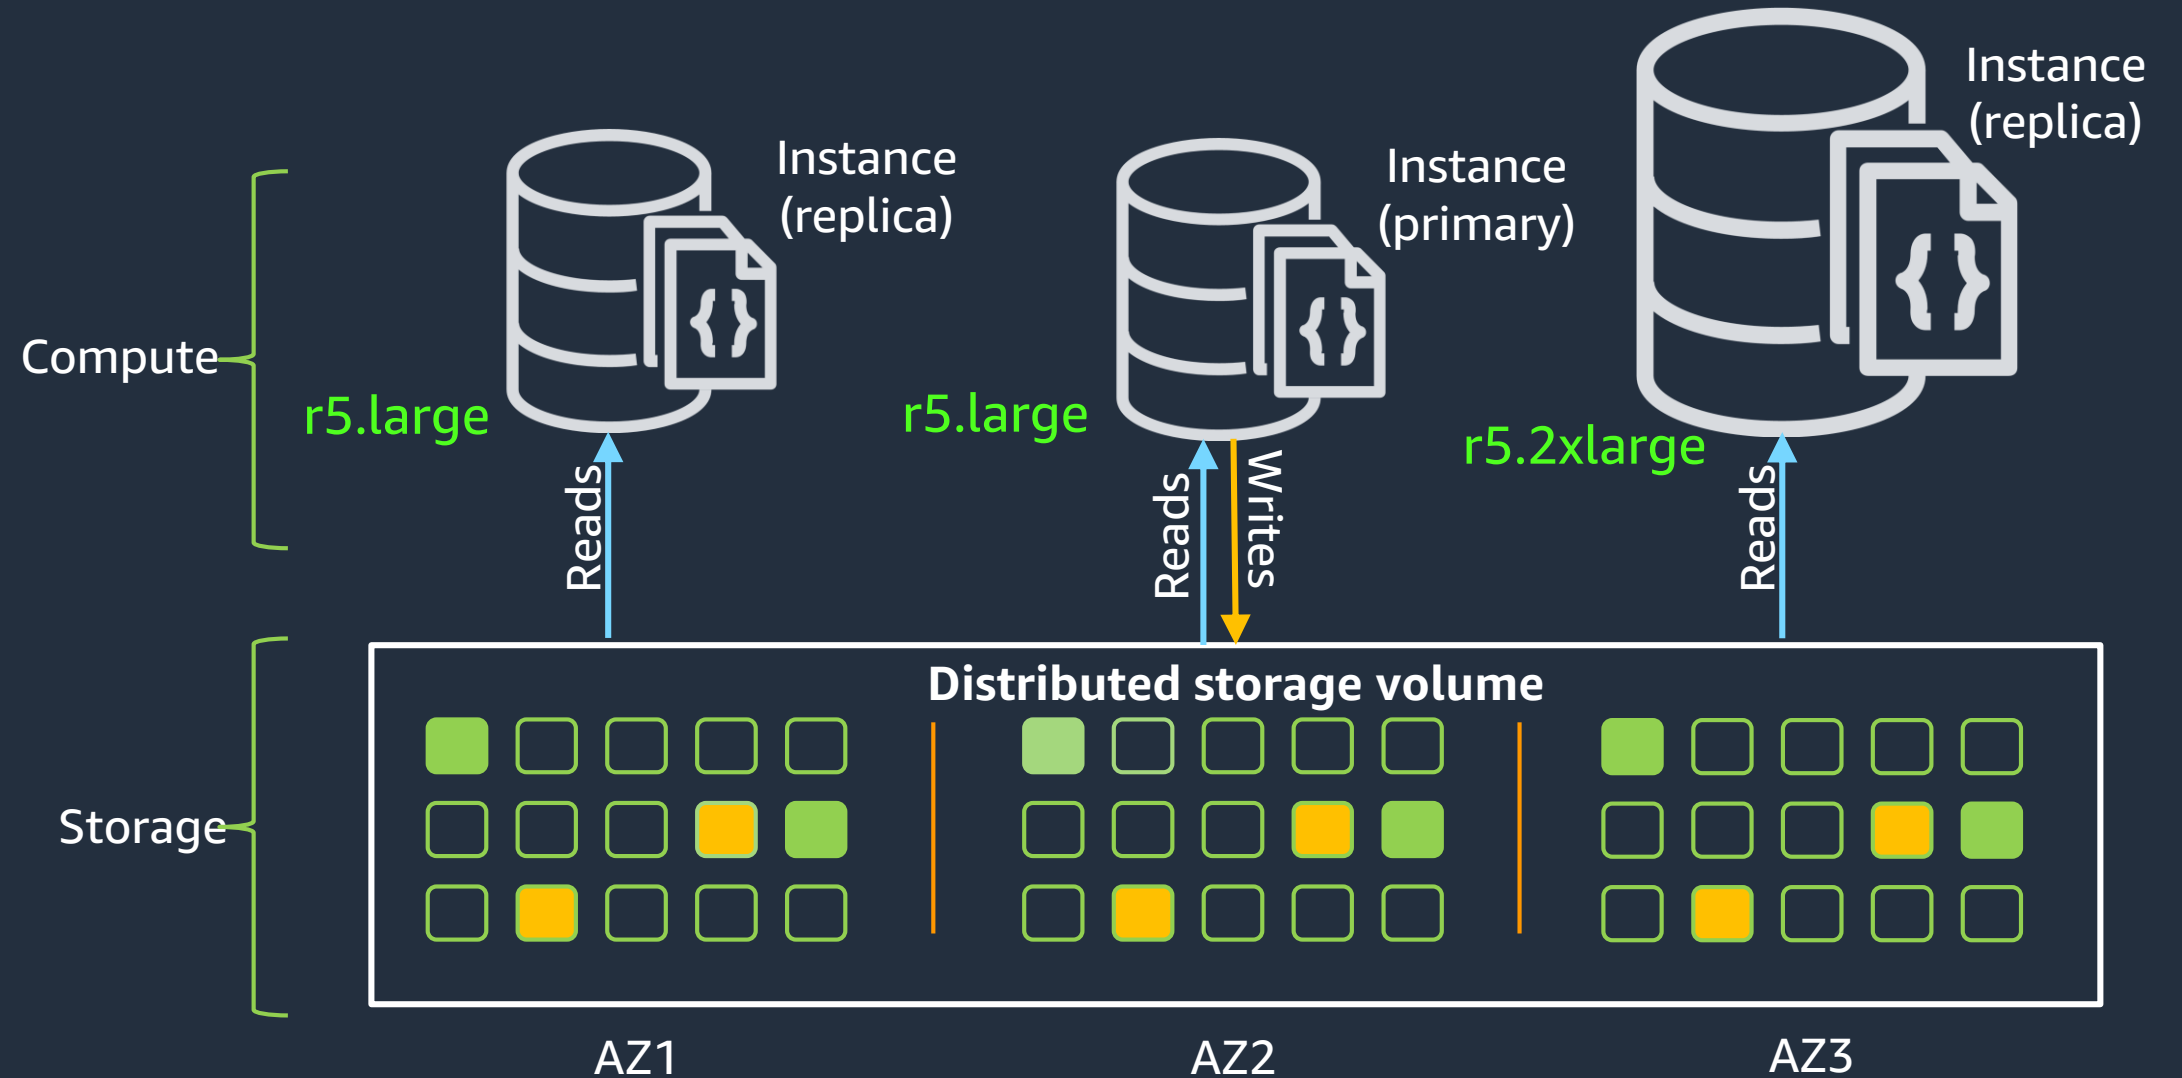 Instance
(replica)
Instance
(primary)
Instance
(replica)
Compute
r5.large
r5.large
r5.2xlarge
Reads
Reads
Writes
Reads
Distributed storage volume
Storage
AZ1
AZ2
AZ3